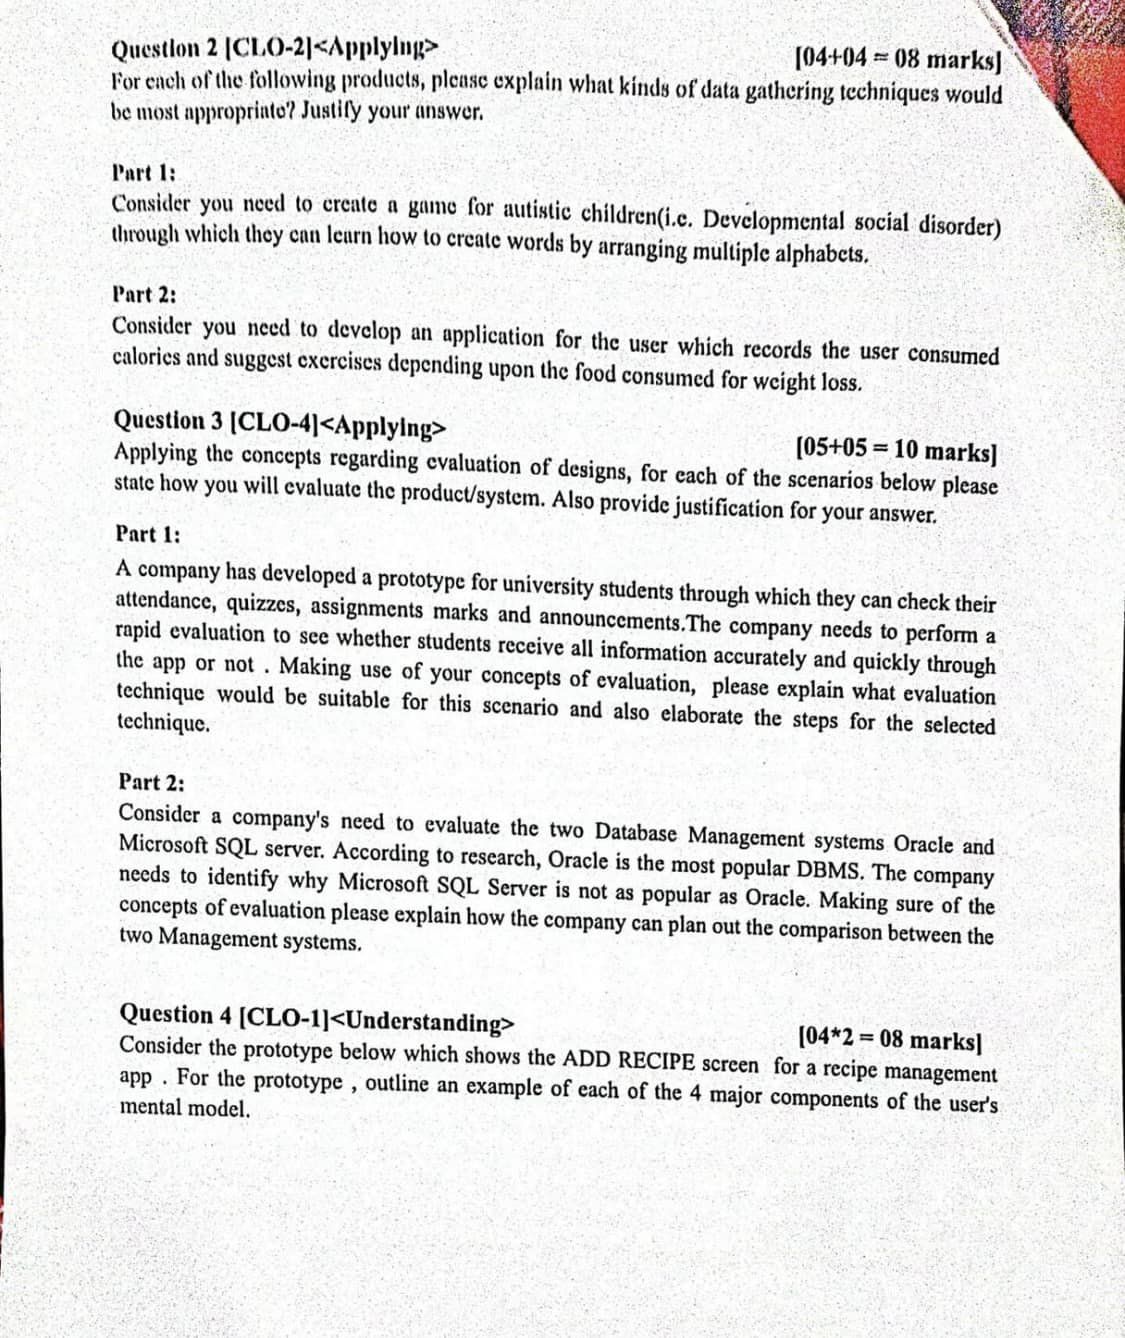 Question 2 [CLO-2]<Applying>
[04+04 = 08 marks]
For each of the following products, please explain what kinds of data gathering techniques would
be most appropriate? Justify your answer.
Part 1:
Consider you need to create a game for autistic children(i.e. Developmental social disorder)
through which they can learn how to create words by arranging multiple alphabets.
Part 2:
Consider you need to develop an application for the user which records the user consumed
calories and suggest exercises depending upon the food consumed for weight loss.
Question 3 [CLO-4]<Applying>
[05+05 = 10 marks]
Applying the concepts regarding evaluation of designs, for each of the scenarios below please
state how you will evaluate the product/system. Also provide justification for your answer.
Part 1:
A company has developed a prototype for university students through which they can check their
attendance, quizzes, assignments marks and announcements.The company needs to perform a
rapid evaluation to see whether students receive all information accurately and quickly through
the app or not . Making use of your concepts of evaluation, please explain what evaluation
technique would be suitable for this scenario and also elaborate the steps for the selected
technique.
Part 2:
Consider a company's need to evaluate the two Database Management systems Oracle and
Microsoft SQL server. According to research, Oracle is the most popular DBMS. The company
needs to identify why Microsoft SQL Server is not as popular as Oracle. Making sure of the
concepts of evaluation please explain how the company can plan out the comparison between the
two Management systems.
Question 4 [CLO-1]<Understanding>
[04*2 = 08 marks]
Consider the prototype below which shows the ADD RECIPE screen for a recipe management
app . For the prototype , outline an example of each of the 4 major components of the user's
mental model.